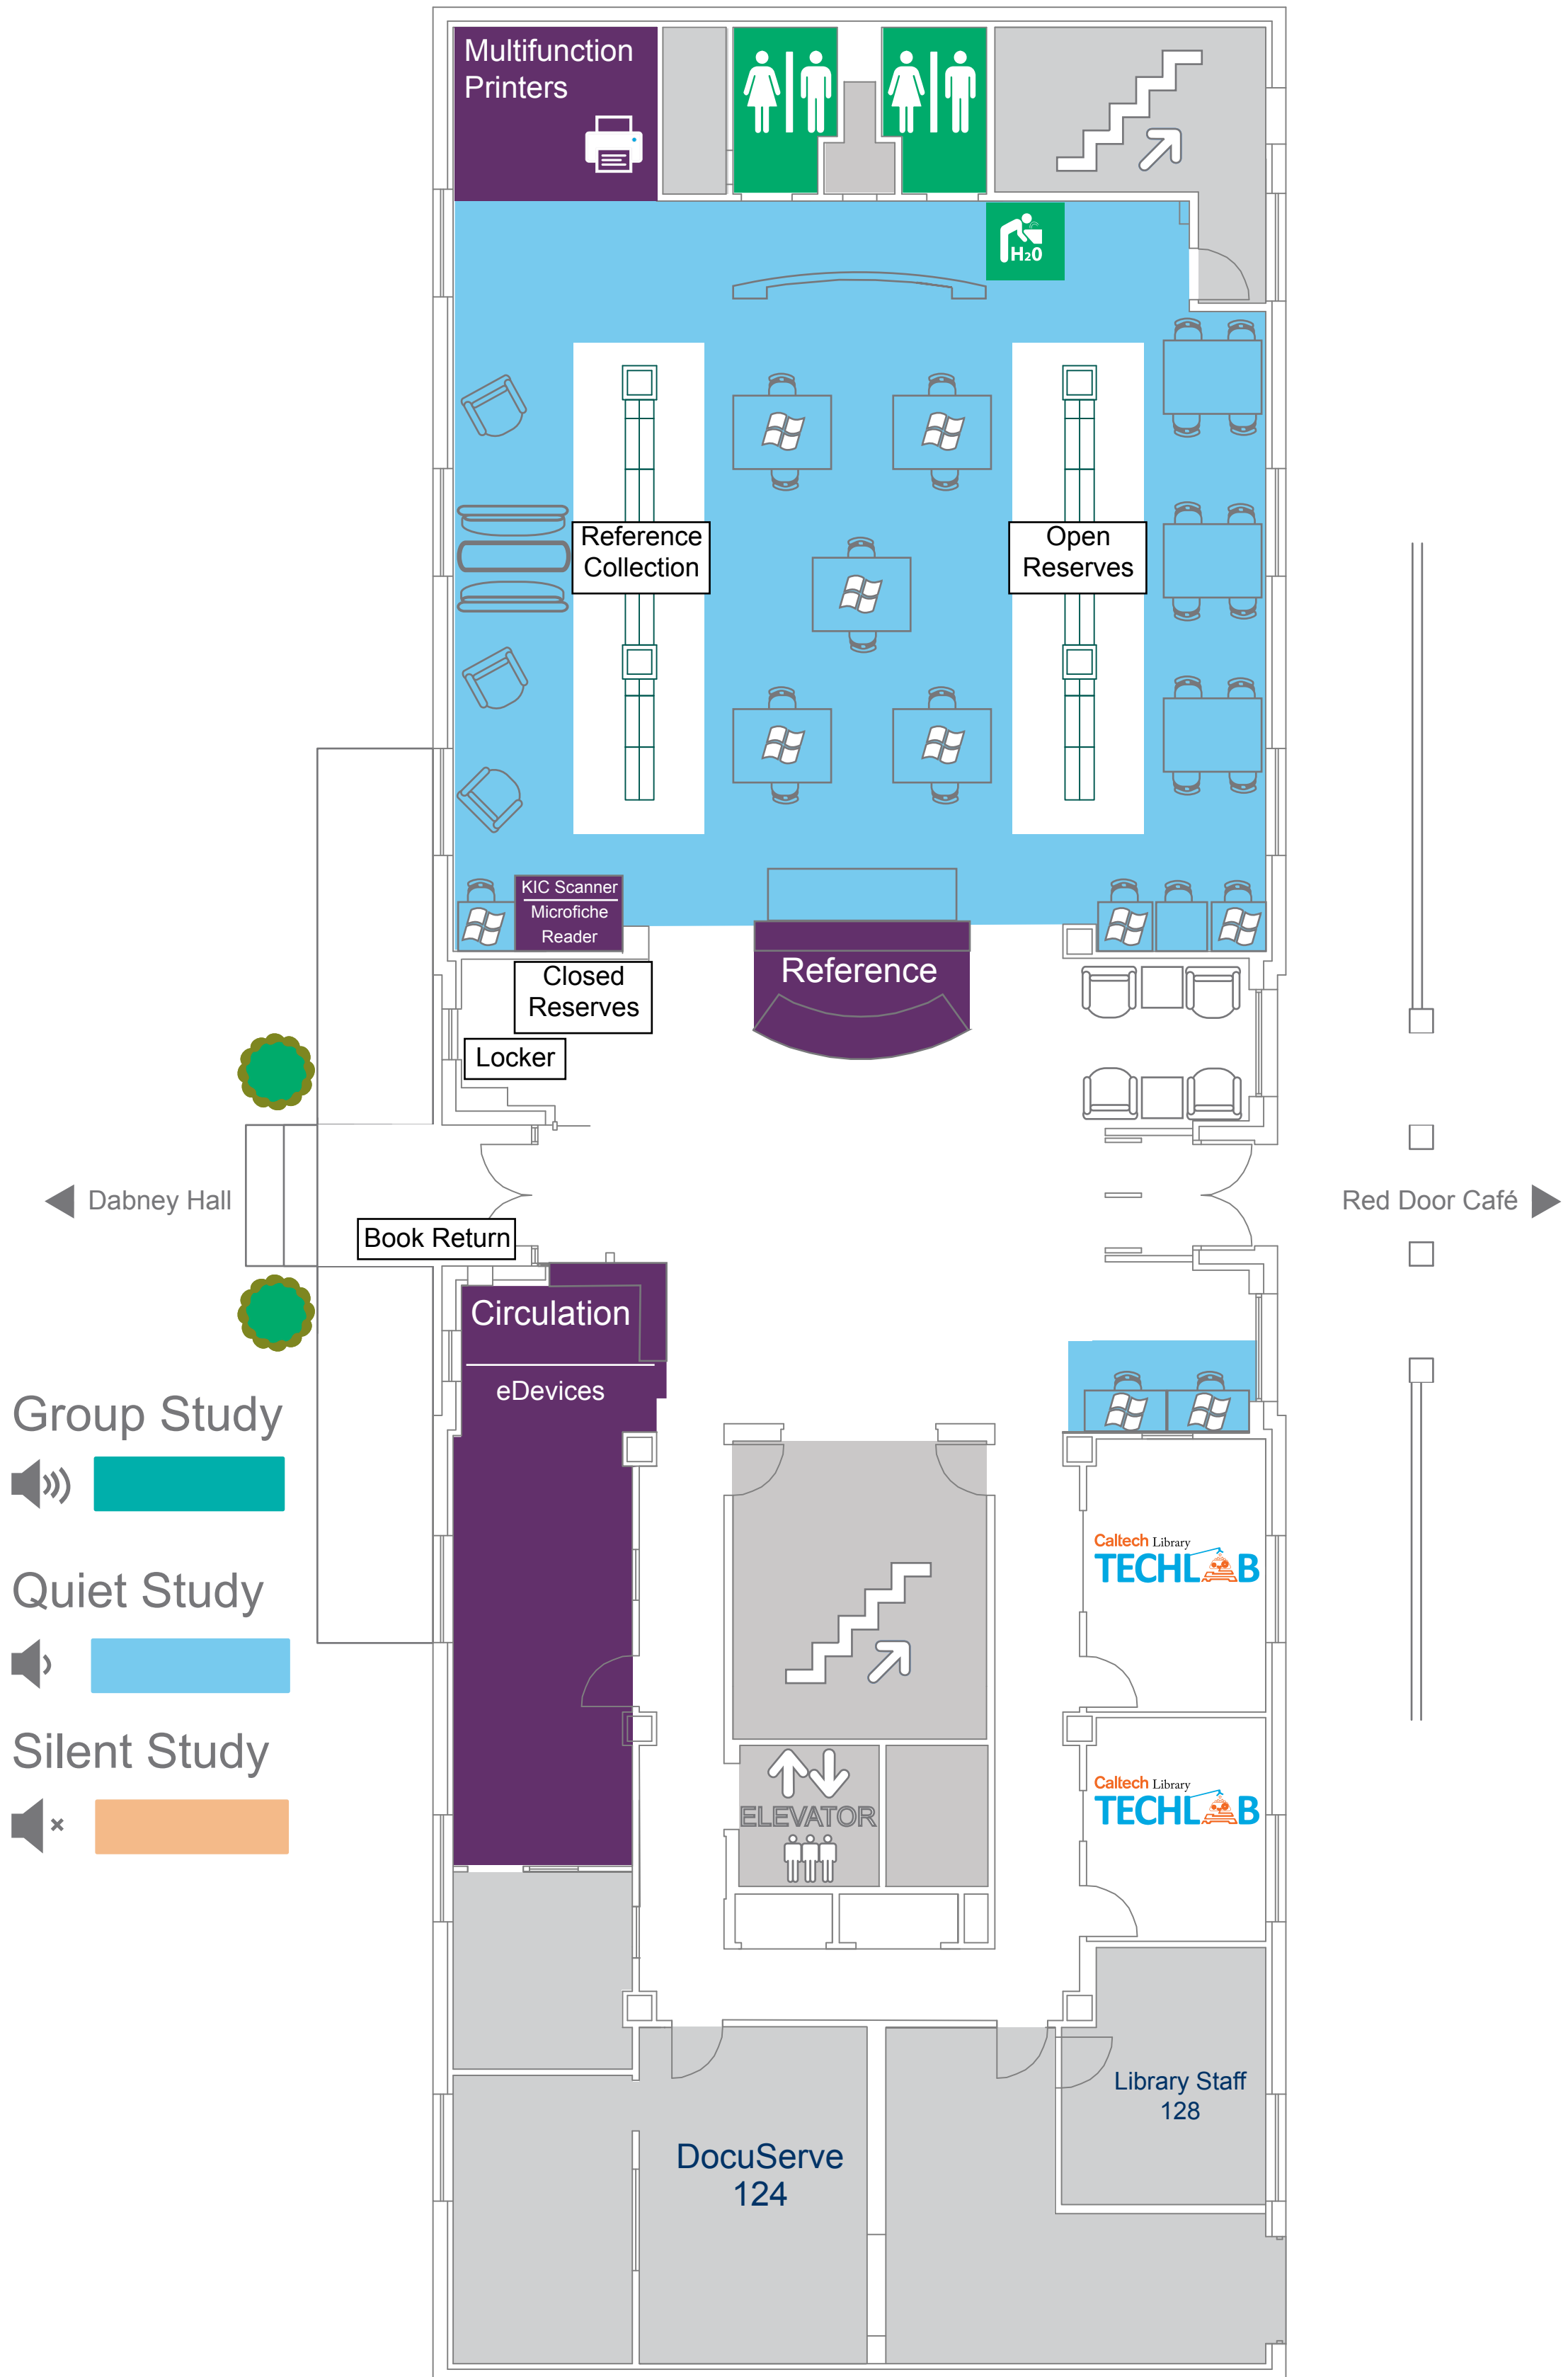 Multifunction
Printers
H20
Reference
Collection
Open
Reserves
KIC Scanner
Microfiche
Reader
Reference
Closed
Reserves
Locker
Dabney Hall
Red Door Café
Book Return
Circulation
eDevices
Group Study
Quiet Study
Silent Study
Caltech Library
TECHLAB
Caltech Library
TECHLAB
ELEVATOR
Library Staff
128
DocuServe
124